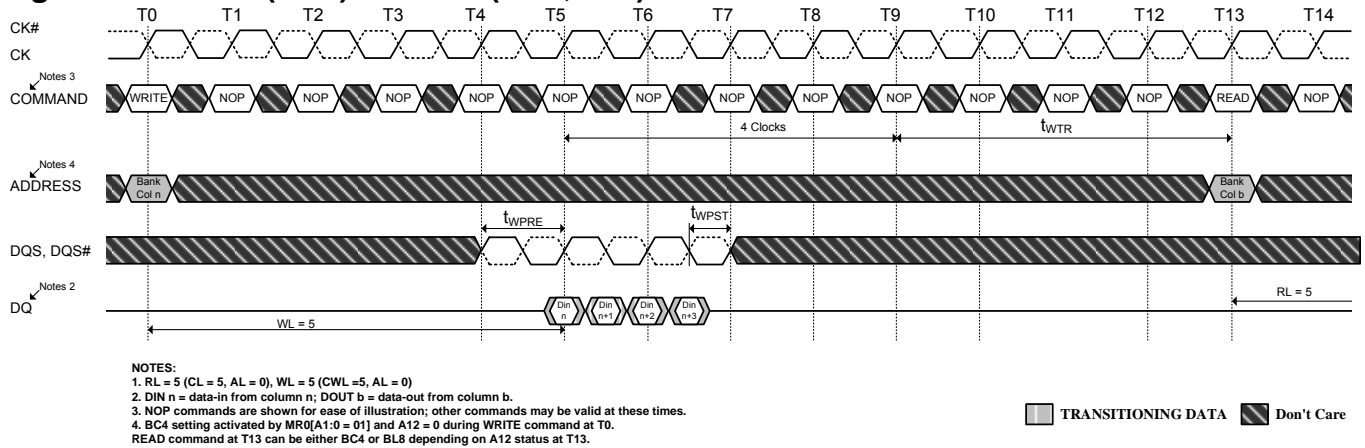 T0 T1 T2 T3 T4 T5 T6 T7 T8 T9 T10 T11 T12 T13 T14
CK#
CK
Notes 3
COMMAND
WRITE NOP NOP NOP NOP NOP NOP NOP NOP NOP NOP NOP NOP READ NOP
4 Clocks
tWTR
Notes 4
ADDRESS
Bank Col n
Bank Col b
tWPRE
tWPST
DQS, DQS#
Notes 2
DQ
Din n
Din n+1
Din n+2
Din n+3
RL = 5
WL = 5
NOTES:
1. RL = 5 (CL = 5, AL = 0), WL = 5 (CWL =5, AL = 0)
2. DIN n = data-in from column n; DOUT b = data-out from column b.
3. NOP commands are shown for ease of illustration; other commands may be valid at these times.
4. BC4 setting activated by MR0[A1:0 = 01] and A12 = 0 during WRITE command at T0.
READ command at T13 can be either BC4 or BL8 depending on A12 status at T13.
TRANSITIONING DATA
Don't Care